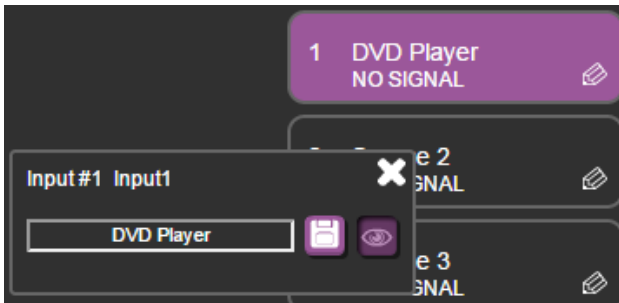 1 DVD Player
NO SIGNAL
e 2
GNAL
Input #1 Input1
DVD Player
e 3
GNAL